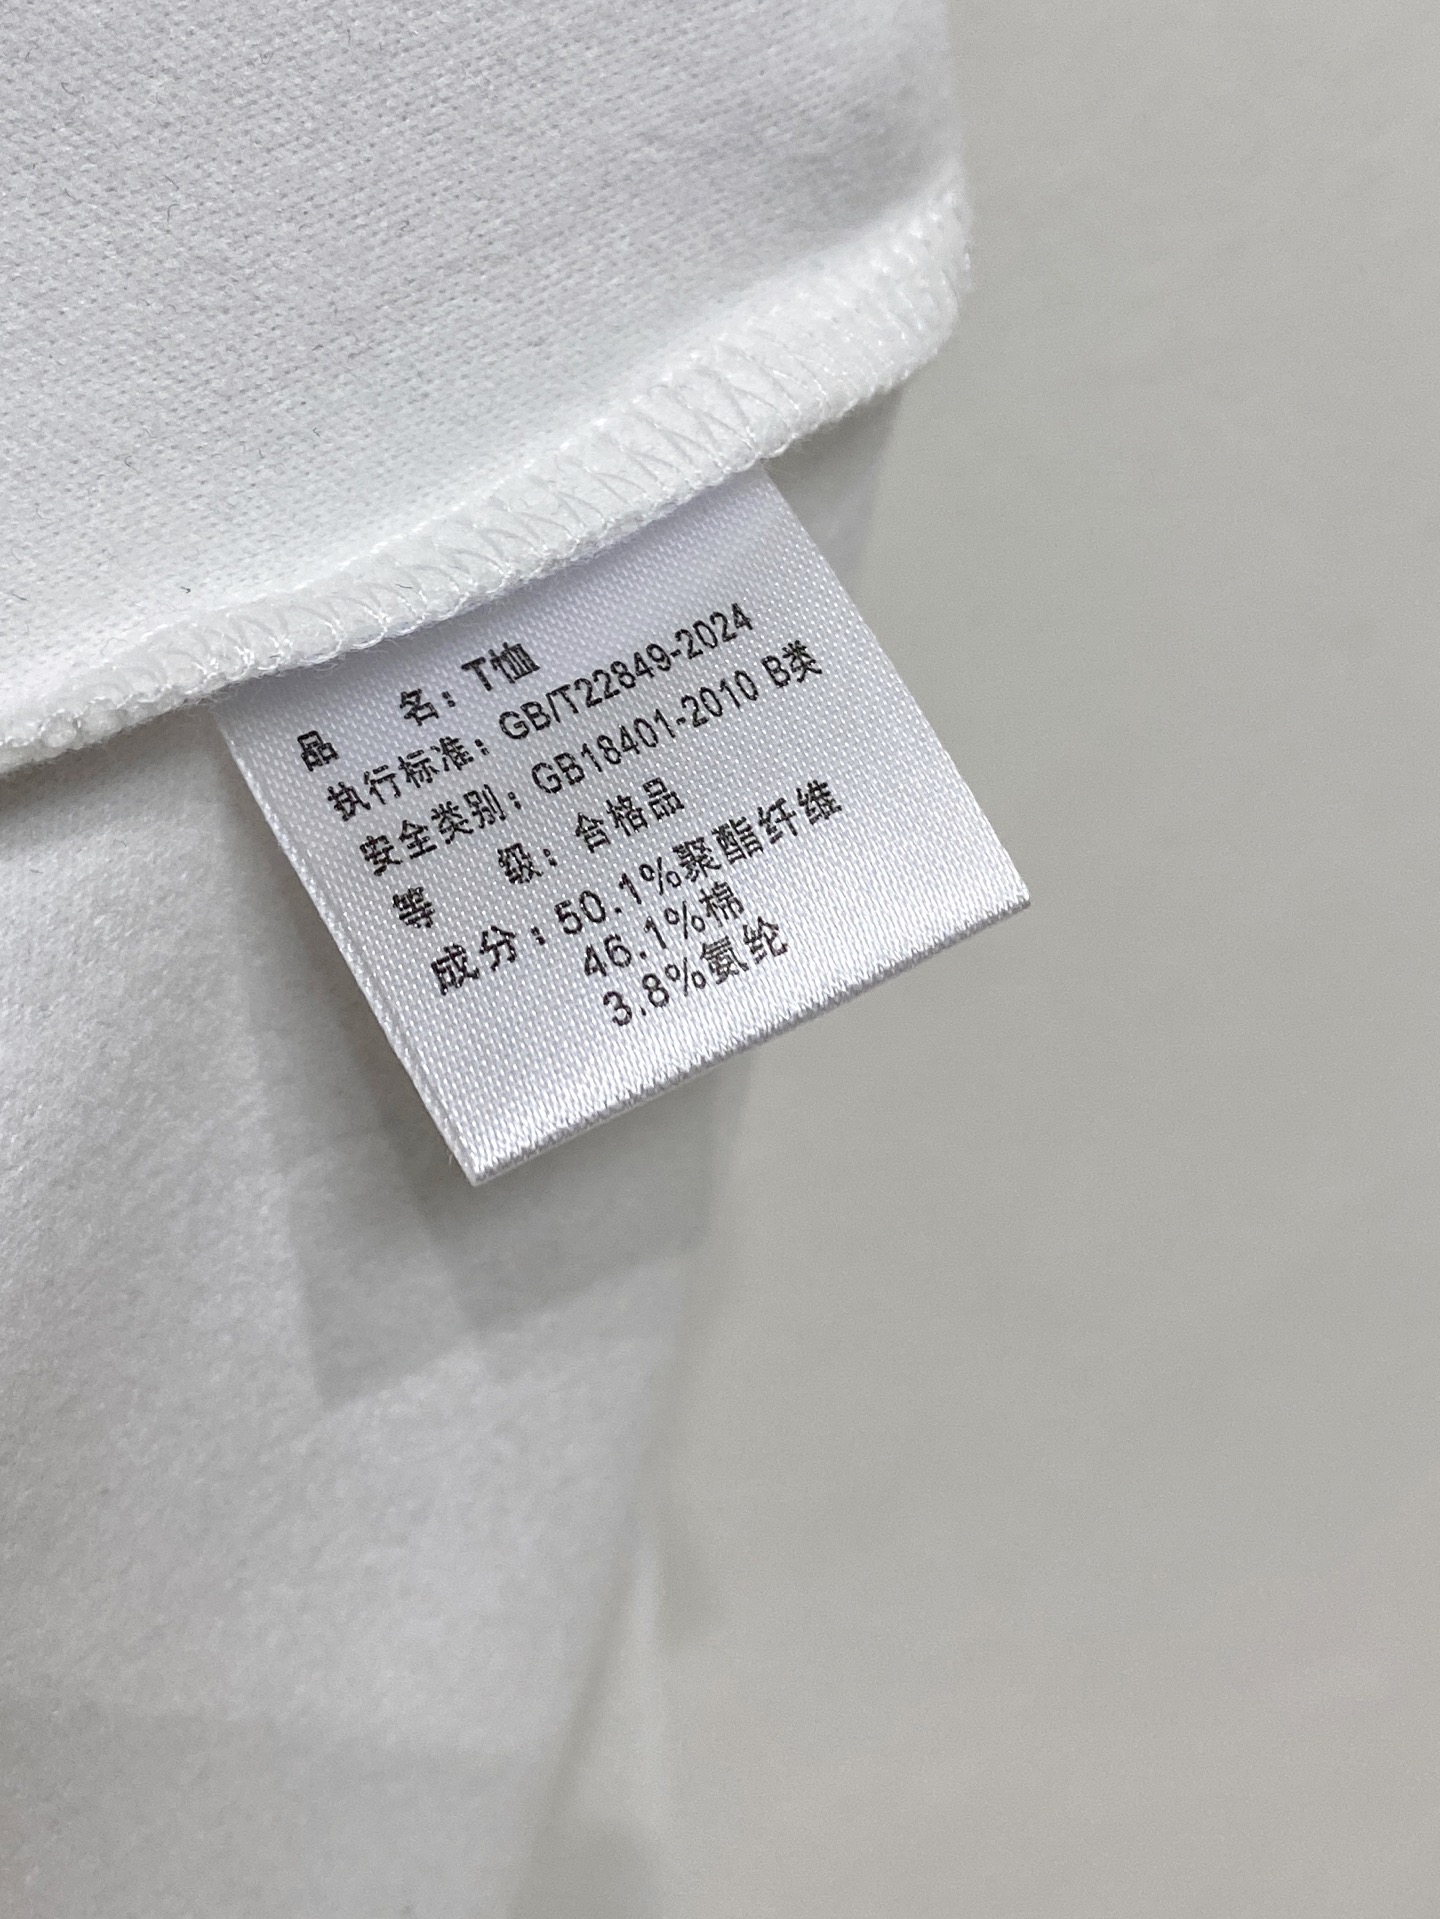 品 名：T恤
执行标准：GB/T22849-2024
安全类别：GB18401-2010 B类
等 级：合格品
成分：50.1%聚酯纤维
46.1%棉
3.8%氨纶